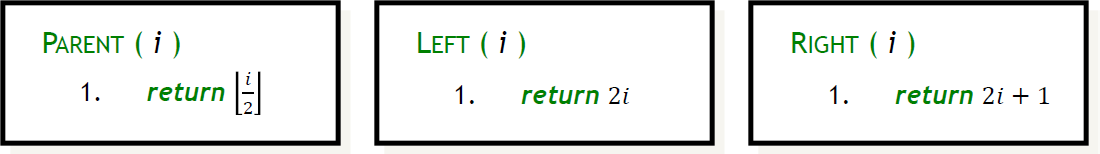 PARENT ( i )
1. return ⌊i/2⌋
LEFT ( i )
1. return 2i
RIGHT ( i )
1. return 2i + 1